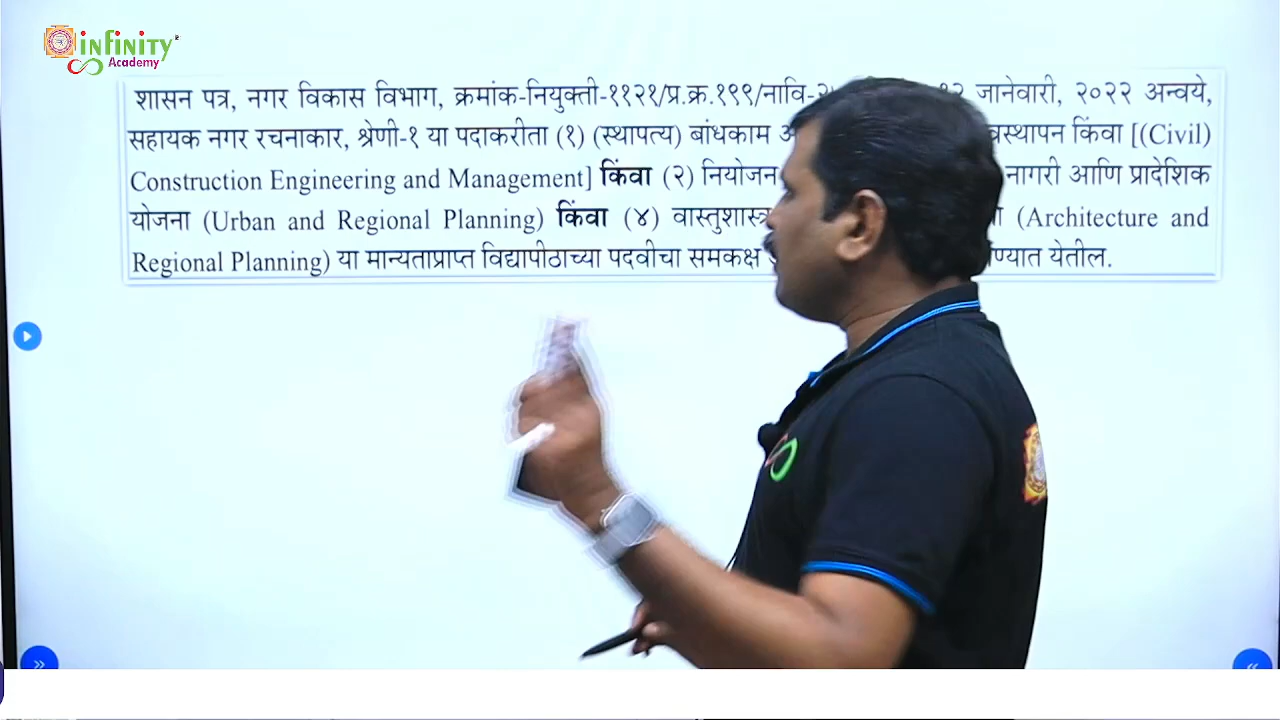 infinity
Academy
शासन पत्र, नगर विकास विभाग, क्रमांक-नियुक्ती-११२१/प्र.क्र.१९९/नावि- जानेवारी, २०२२ अन्वये,
सहायक नगर रचनाकार, श्रेणी-१ या पदाकरीता (१) (स्थापत्य) बांधकाम किंवा [(Civil)
Construction Engineering and Management] किंवा (२) नियोजन नागरी आणि प्रादेशिक
योजना (Urban and Regional Planning) किंवा (४) (Architecture and
Regional Planning) या मान्यताप्राप्त विद्यापीठाच्या पदवीचा समकक्ष येतील.